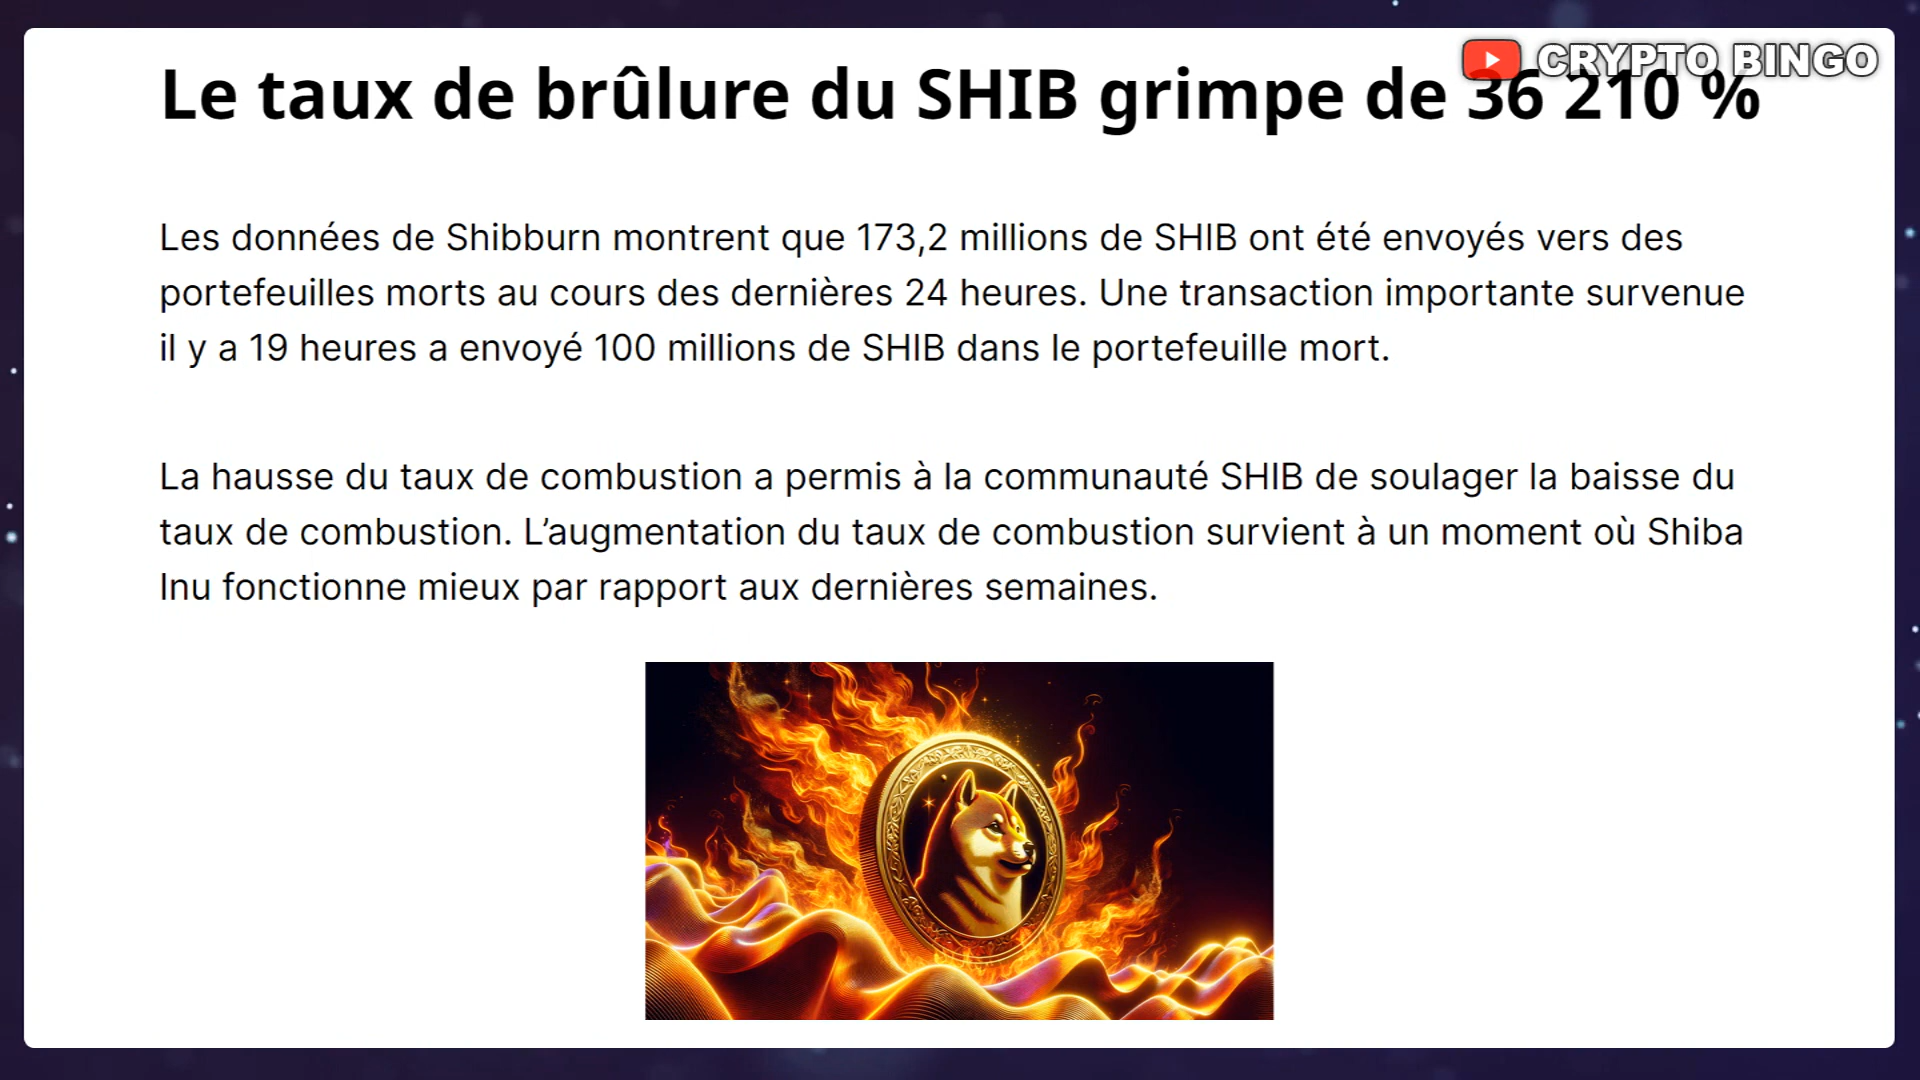 CRYPTO BINGO
Le taux de brûlure du SHIB grimpe de 36 210 %
Les données de Shibburn montrent que 173,2 millions de SHIB ont été envoyés vers des
portefeuilles morts au cours des dernières 24 heures. Une transaction importante survenue
il y a 19 heures a envoyé 100 millions de SHIB dans le portefeuille mort.
La hausse du taux de combustion a permis à la communauté SHIB de soulager la baisse du
taux de combustion. L’augmentation du taux de combustion survient à un moment où Shiba
Inu fonctionne mieux par rapport aux dernières semaines.